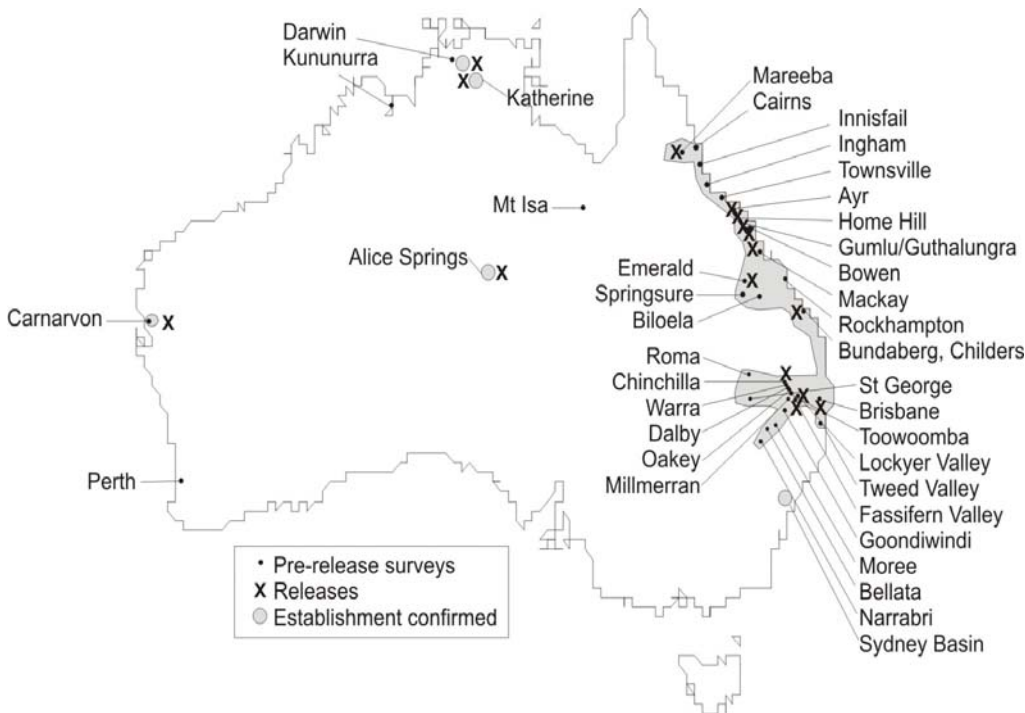 Darwin
Kununurra
X
X
Katherine
Mareeba
Cairns
Innisfail
Ingham
Townsville
Ayr
Home Hill
Gumlu/Guthalungra
Bowen
Mackay
Rockhampton
Bundaberg, Childers
X
X
X
X
X
X
X
X
Mt Isa
Alice Springs
X
Carnarvon
X
Emerald
Springsure
Biloela
Roma
Chinchilla
Warra
Dalby
Oakey
Millmerran
X
X
X
X
St George
Brisbane
Toowoomba
Lockyer Valley
Tweed Valley
Fassifern Valley
Goondiwindi
Moree
Bellata
Narrabri
Sydney Basin
Perth
Pre-release surveys
X Releases
Establishment confirmed